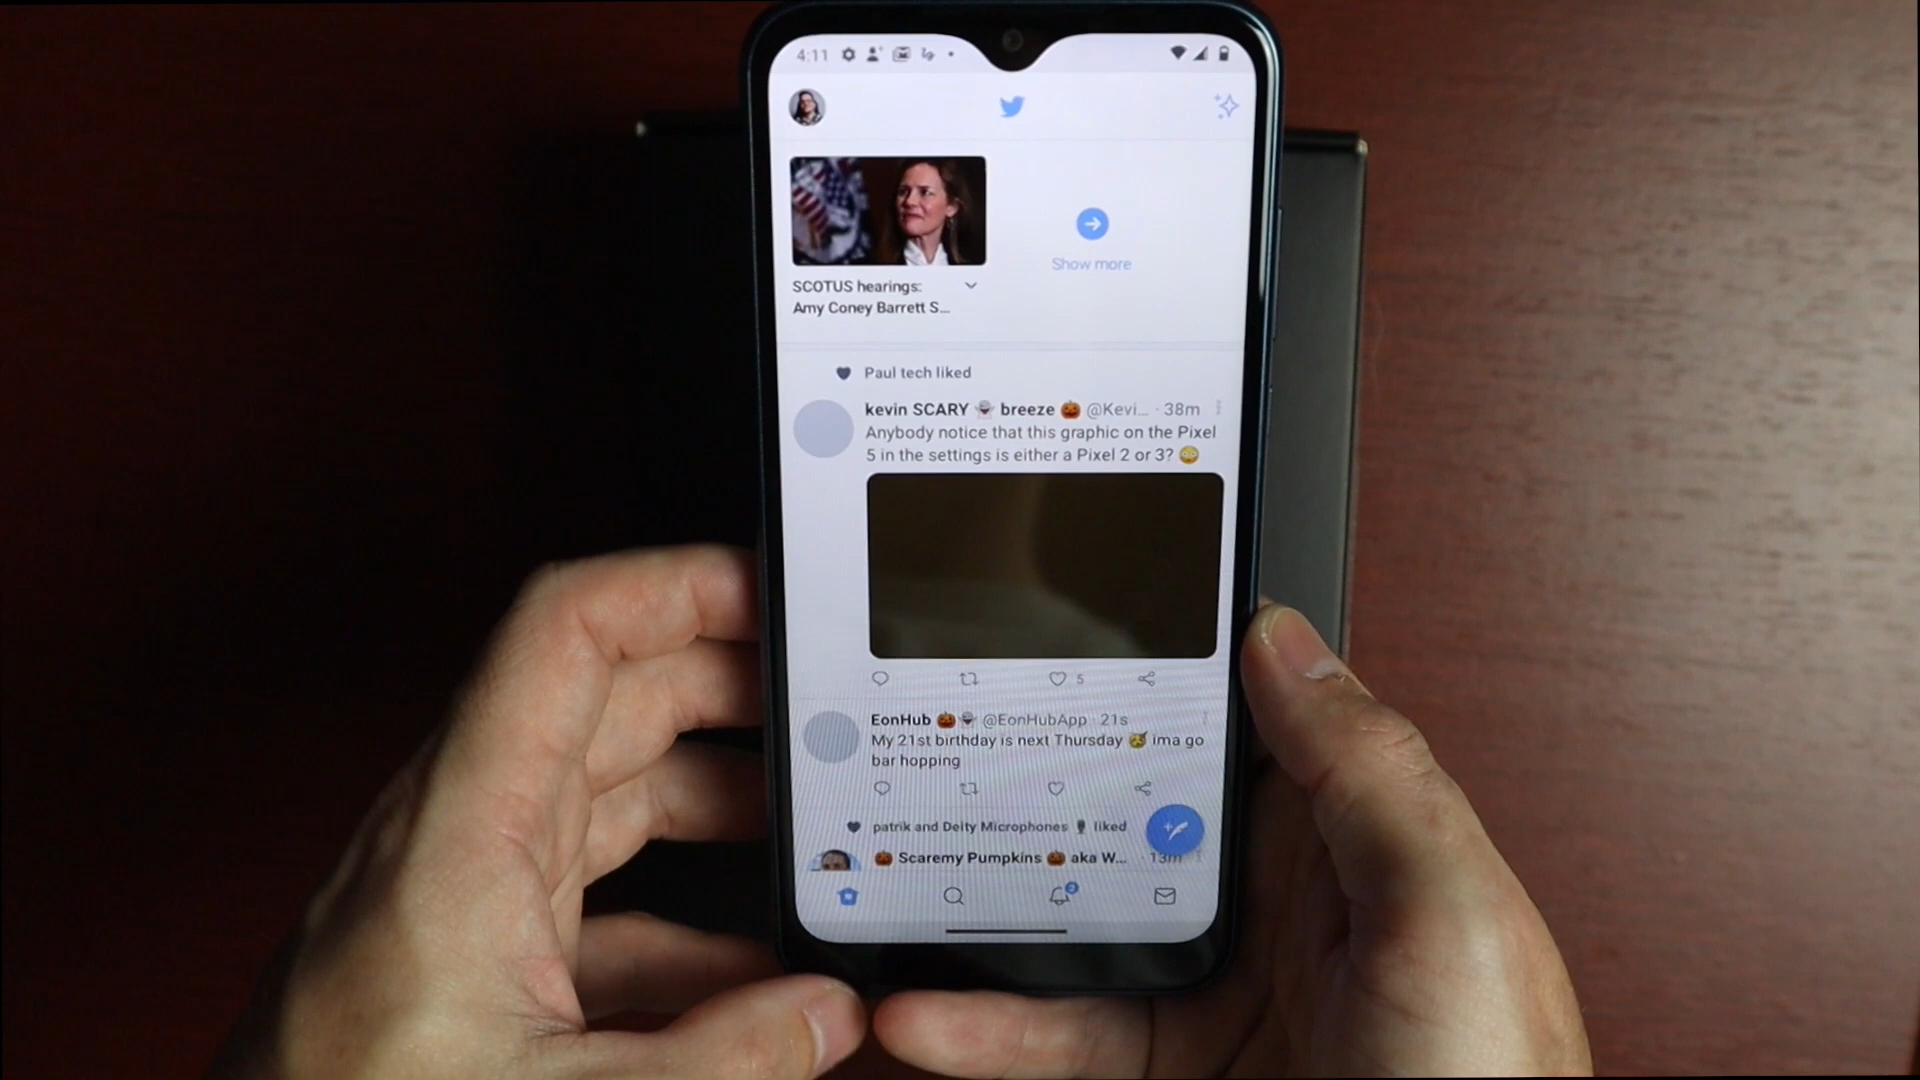 4:11
SCOTUS hearings:
Amy Coney Barrett S...
Show more
Paul tech liked
kevin SCARY 👻 breeze 🎃 @Kevi... · 38m
Anybody notice that this graphic on the Pixel
5 in the settings is either a Pixel 2 or 3? 😳
5
EonHub 🎃👻 @EonHubApp · 21s
My 21st birthday is next Thursday 🥳 ima go
bar hopping
patrik and Deity Microphones 🎙 liked
🎃 Scaremy Pumpkins 🎃 aka W... · 13m
2